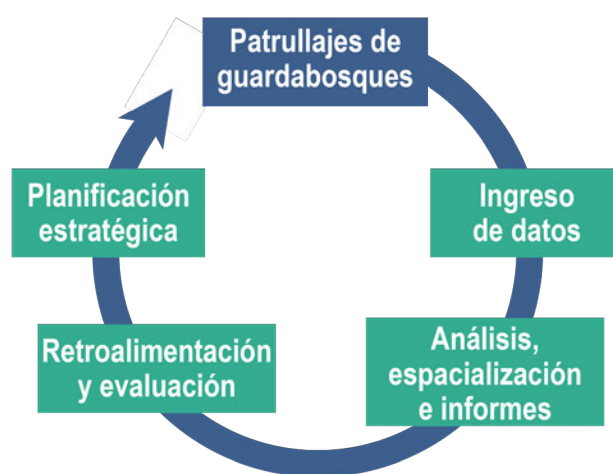 Patrullajes de
guardabosques
Ingreso
de datos
Análisis,
espacialización
e informes
Retroalimentación
y evaluación
Planificación
estratégica